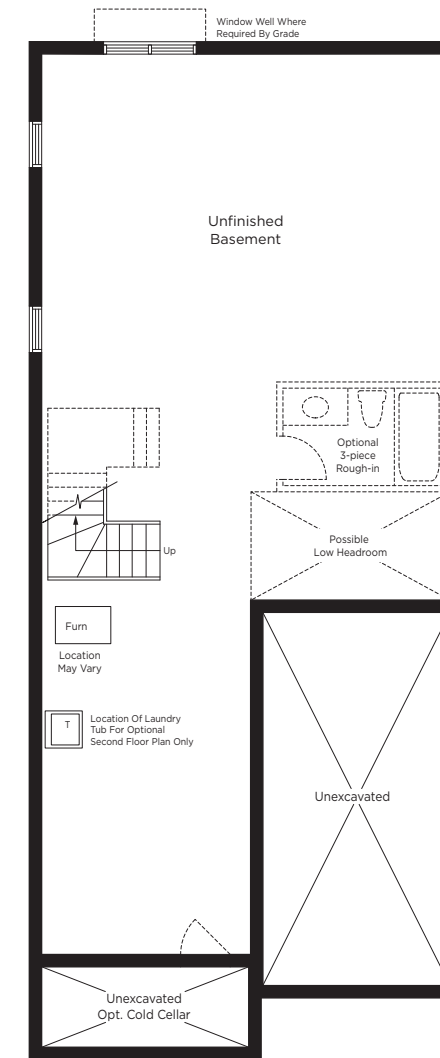 Window Well Where
Required By Grade
Unfinished
Basement
Optional
3-piece
Rough-in
Possible
Low Headroom
Up
Furn
Location
May Vary
T
Location Of Laundry
Tub For Optional
Second Floor Plan Only
Unexcavated
Unexcavated
Opt. Cold Cellar